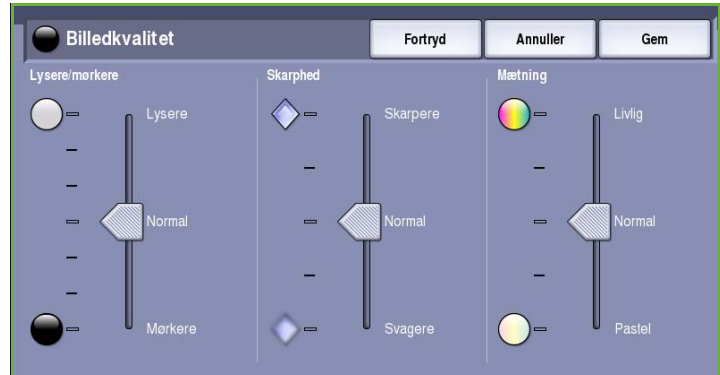 Billedkvalitet
Fortryd
Annuller
Gem
Lysere/mørkere
Skarphed
Mætning
Lysere
Normal
Mørkere
Skarpere
Normal
Svagere
Livlig
Normal
Pastel